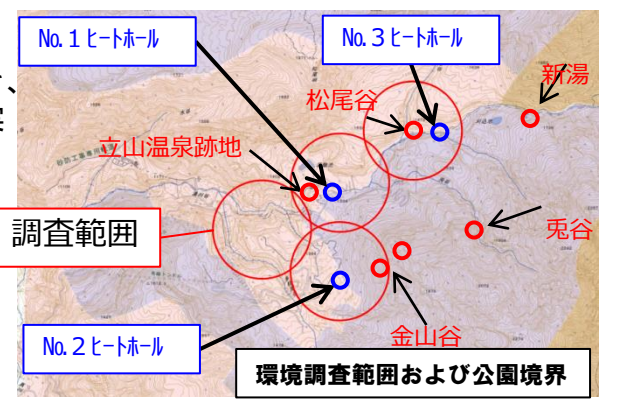 No.1ヒートホール
No.3ヒートホール
新湯
、
松尾谷
立山温泉跡地
調査範囲
兎谷
金山谷
No.2ヒートホール
環境調査範囲および公園境界